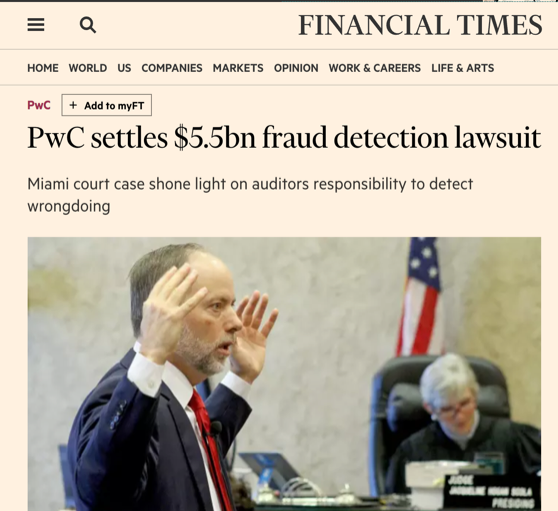 FINANCIAL TIMES
HOME WORLD US COMPANIES MARKETS OPINION WORK & CAREERS LIFE & ARTS
PwC + Add to myFT
PwC settles $5.5bn fraud detection lawsuit
Miami court case shone light on auditors responsibility to detect
wrongdoing
JUDGE
JACQUELINE HOGAN SCOLA
PRESIDING